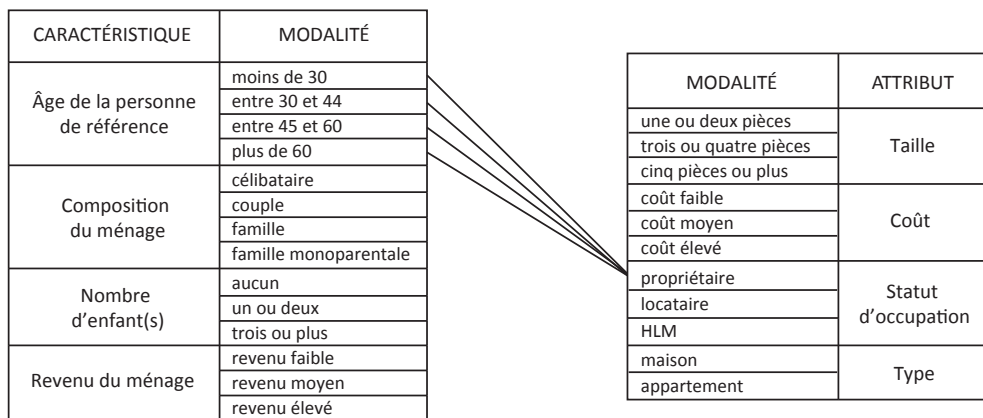 CARACTÉRISTIQUE MODALITÉ
Âge de la personne
de référence
moins de 30
entre 30 et 44
entre 45 et 60
plus de 60
Composition
du ménage
célibataire
couple
famille
famille monoparentale
Nombre
d'enfant(s)
aucun
un ou deux
trois ou plus
Revenu du ménage
revenu faible
revenu moyen
revenu élevé
MODALITÉ ATTRIBUT
une ou deux pièces
trois ou quatre pièces
cinq pièces ou plus
Taille
coût faible
coût moyen
coût élevé
Coût
propriétaire
locataire
HLM
Statut
d'occupation
maison
appartement
Type